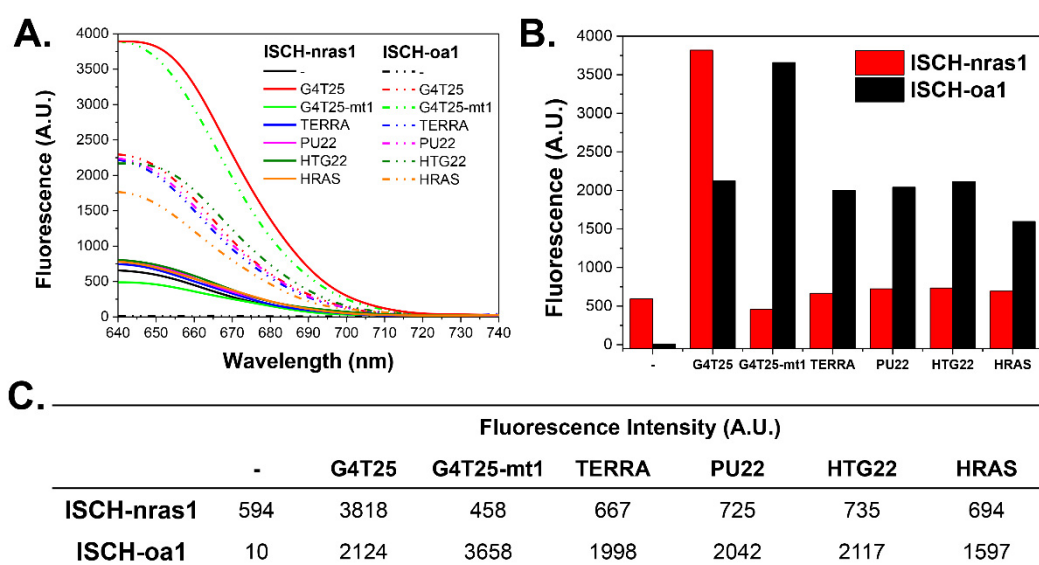 A.
4000
3500
3000
2500
2000
1500
1000
500
0
Fluorescence (A.U.)
640 650 660 670 680 690 700 710 720 730 740
Wavelength (nm)
ISCH-nras1 ISCH-oa1
- -
G4T25 G4T25
G4T25-mt1 G4T25-mt1
TERRA TERRA
PU22 PU22
HTG22 HTG22
HRAS HRAS
B.
4000
3500
3000
2500
2000
1500
1000
500
0
Fluorescence (A.U.)
ISCH-nras1
ISCH-oa1
- G4T25 G4T25-mt1 TERRA PU22 HTG22 HRAS
C.
Fluorescence Intensity (A.U.)
- G4T25 G4T25-mt1 TERRA PU22 HTG22 HRAS
ISCH-nras1 594 3818 458 667 725 735 694
ISCH-oa1 10 2124 3658 1998 2042 2117 1597